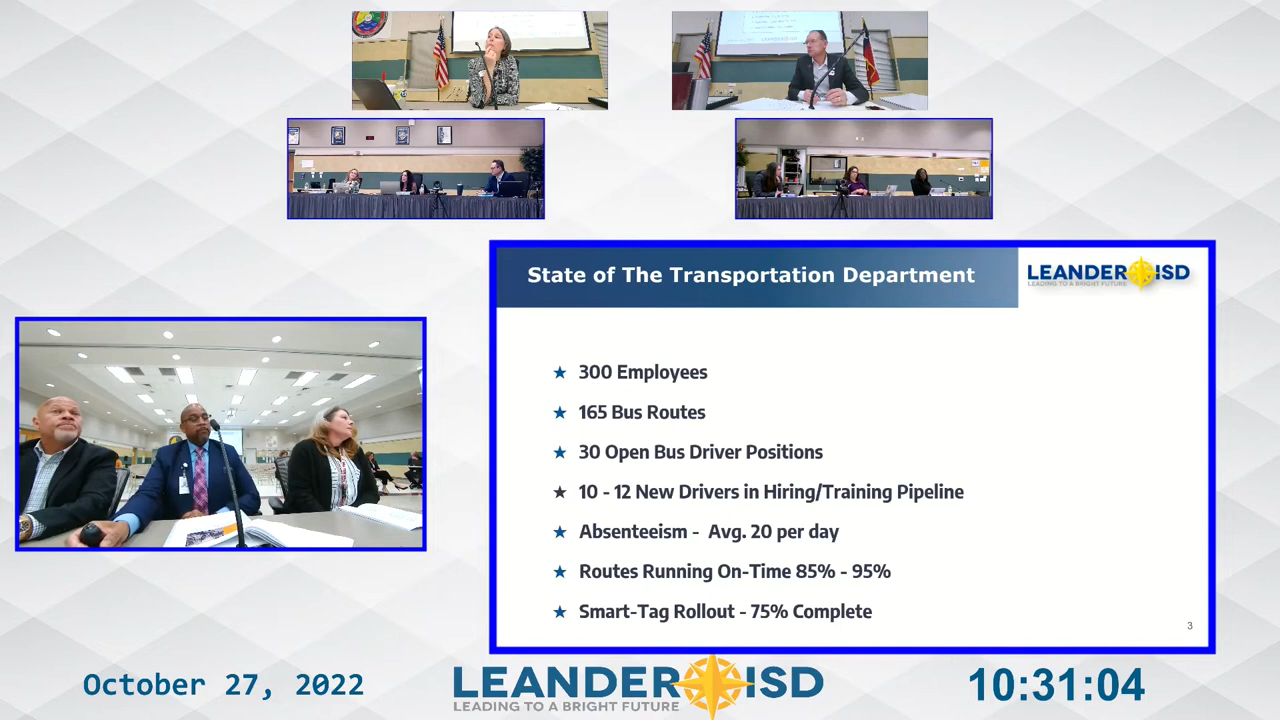 State of The Transportation Department
LEANDER ISD
LEADING TO A BRIGHT FUTURE
300 Employees
165 Bus Routes
30 Open Bus Driver Positions
10 - 12 New Drivers in Hiring/Training Pipeline
Absenteeism - Avg. 20 per day
Routes Running On-Time 85% - 95%
Smart-Tag Rollout - 75% Complete
3
October 27, 2022
LEANDER ISD
LEADING TO A BRIGHT FUTURE
10:31:04